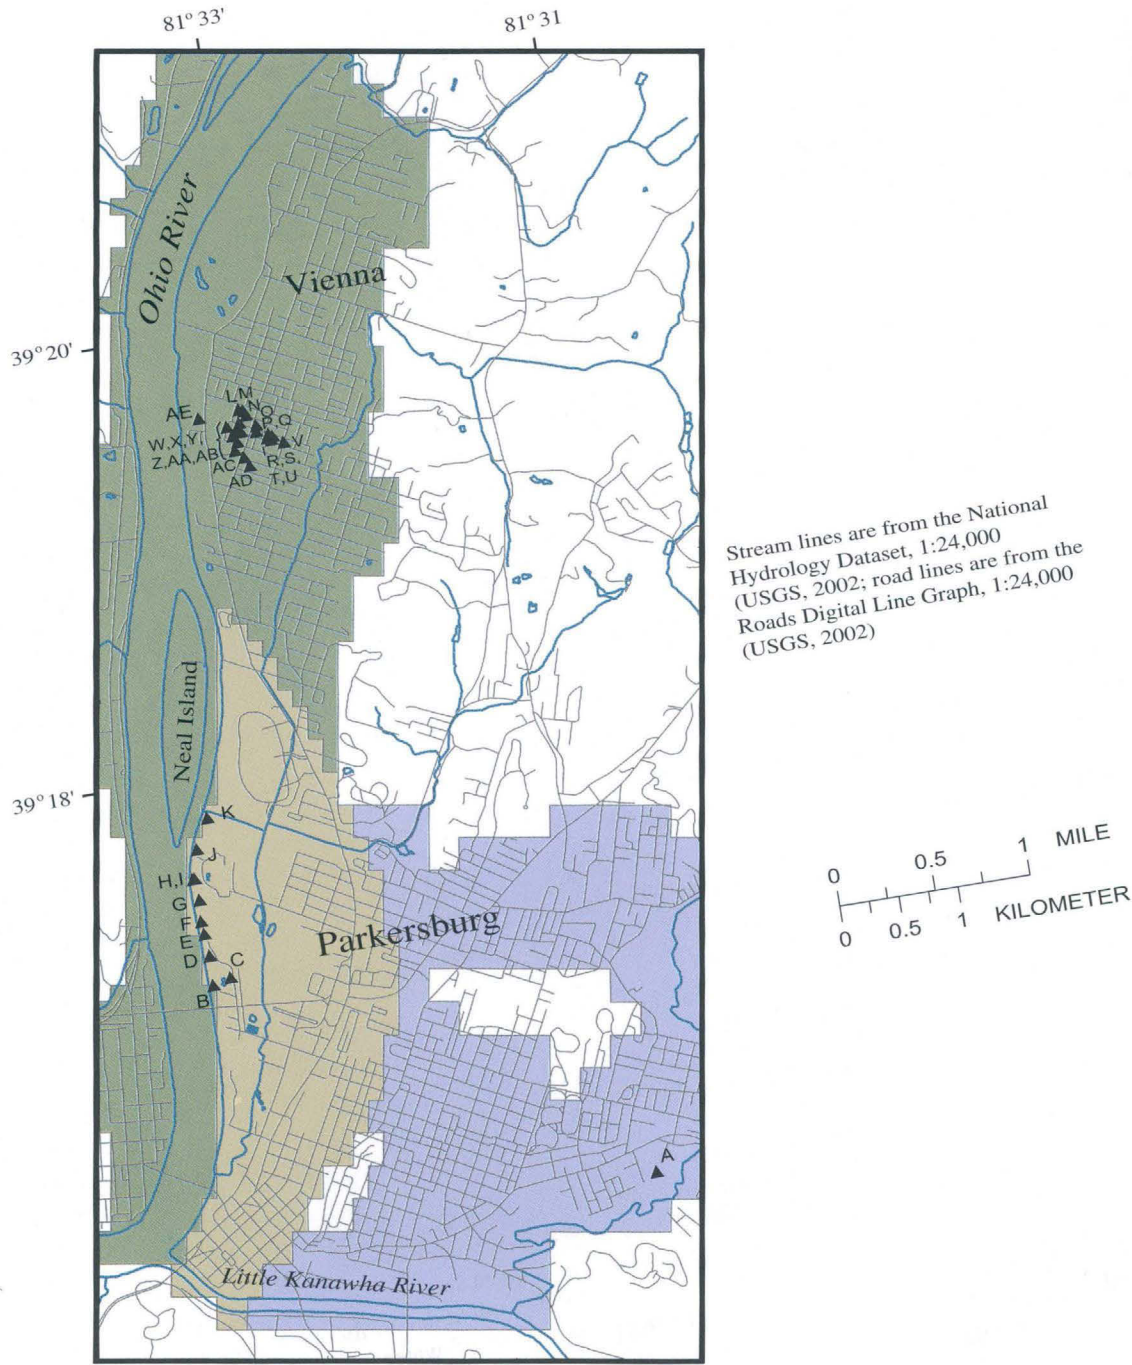 81° 33'
81° 31
Ohio River
Vienna
39° 20'
L M
N
O
P,Q
AE
V
W,X,Y,
Z,AA,AB
AC
R,S,
AD
T,U
Stream lines are from the National
Hydrology Dataset, 1:24,000
(USGS, 2002; road lines are from the
Roads Digital Line Graph, 1:24,000
(USGS, 2002)
Neal Island
39° 18'
K
J
H,I
G
F
E
D
C
B
Parkersburg
0 0.5 1 MILE
0 0.5 1 KILOMETER
A
Little Kanawha River